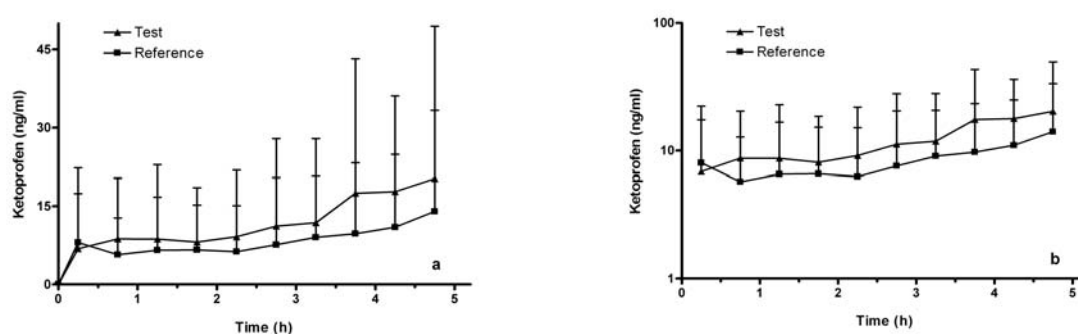 Test
Reference
45
30
15
0
Ketoprofen (ng/ml)
0 1 2 3 4 5
Time (h)
a
100
10
1
Test
Reference
Ketoprofen (ng/ml)
0 1 2 3 4 5
Time (h)
b